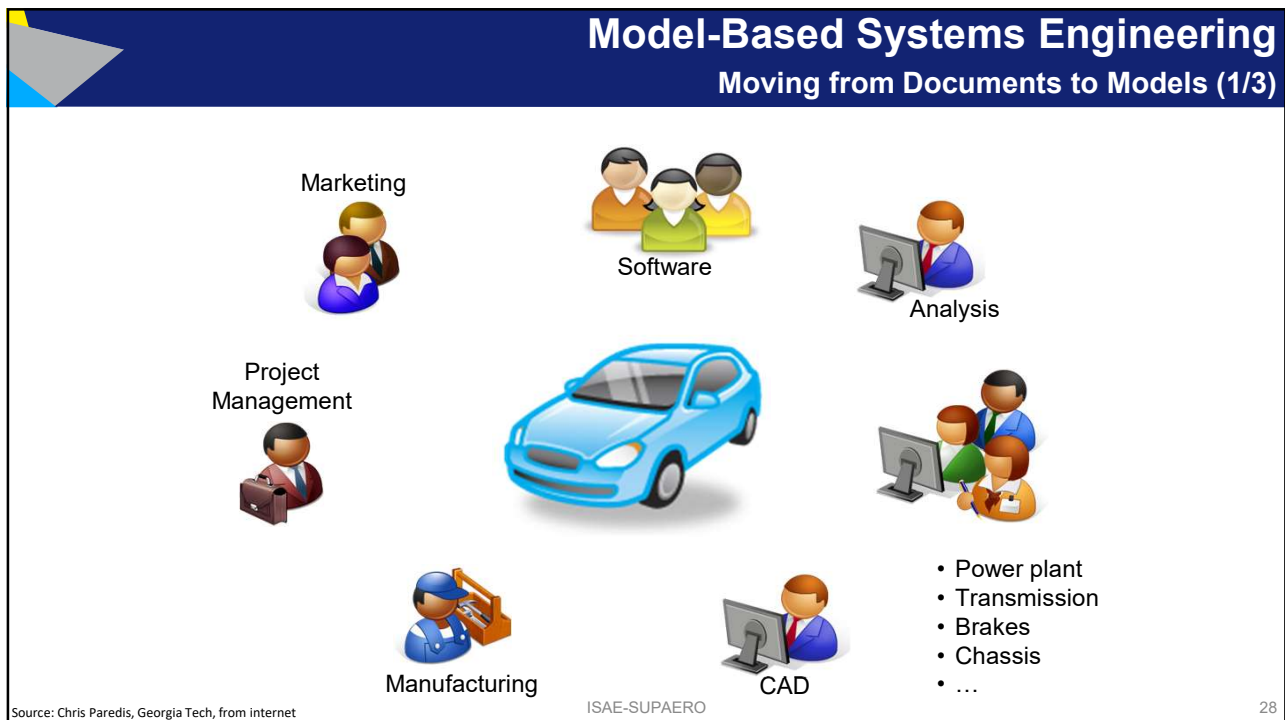 Model-Based Systems Engineering
Moving from Documents to Models (1/3)
Marketing
Software
Analysis
Project
Management
• Power plant
• Transmission
• Brakes
• Chassis
• …
Manufacturing
CAD
Source: Chris Paredis, Georgia Tech, from internet
ISAE-SUPAERO
28